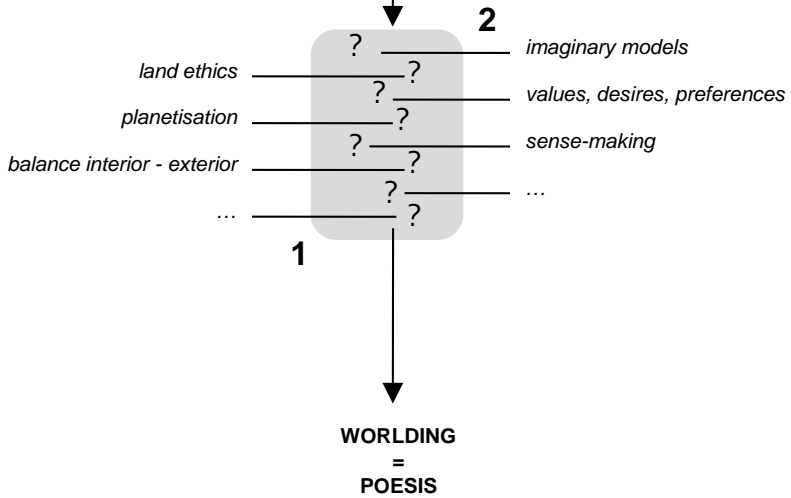 2
? imaginary models
land ethics ?
? values, desires, preferences
planetisation ?
? sense-making
balance interior - exterior ?
? …
… ?
1
WORLDING
=
POESIS